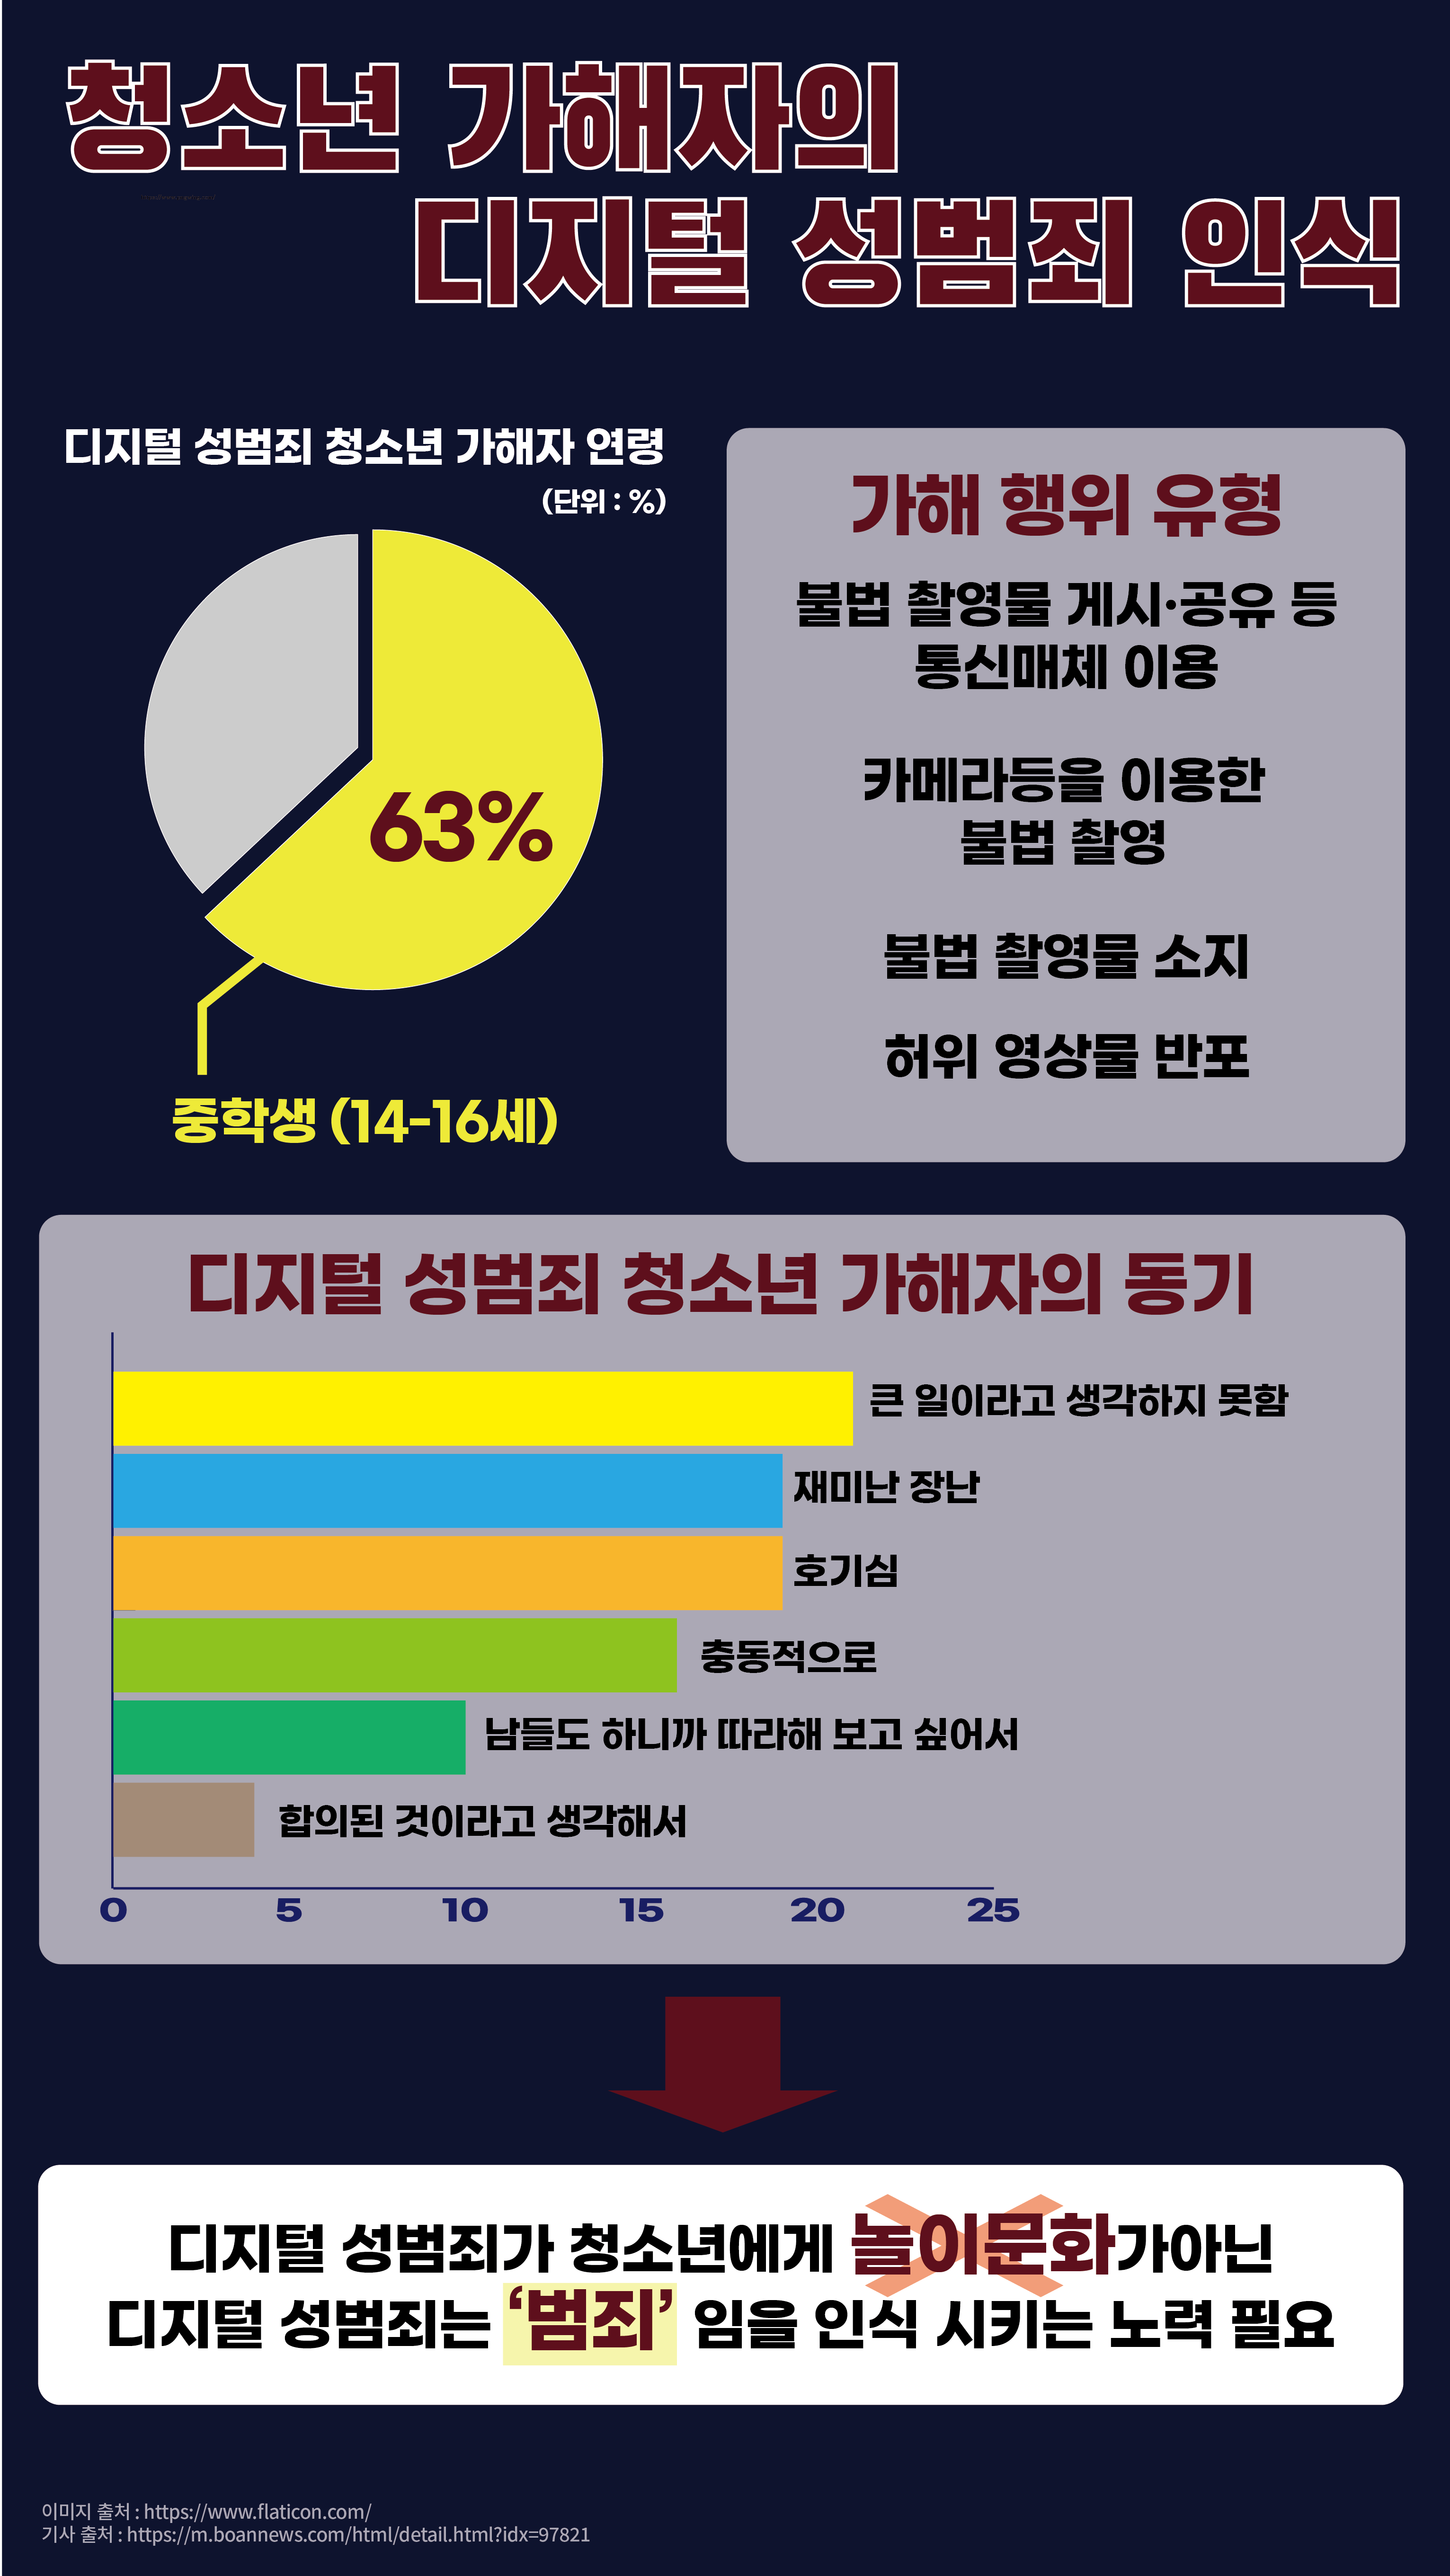 청소년 가해자의
디지털 성범죄 인식
디지털 성범죄 청소년 가해자 연령
(단위 : %)
63%
중학생 (14-16세)
가해 행위 유형
불법 촬영물 게시·공유 등
통신매체 이용
카메라등을 이용한
불법 촬영
불법 촬영물 소지
허위 영상물 반포
디지털 성범죄 청소년 가해자의 동기
큰 일이라고 생각하지 못함
재미난 장난
호기심
충동적으로
남들도 하니까 따라해 보고 싶어서
합의된 것이라고 생각해서
0 5 10 15 20 25
디지털 성범죄가 청소년에게 놀이문화가아닌
디지털 성범죄는 ‘범죄’ 임을 인식 시키는 노력 필요
이미지 출처 : https://www.flaticon.com/
기사 출처 : https://m.boannews.com/html/detail.html?idx=97821